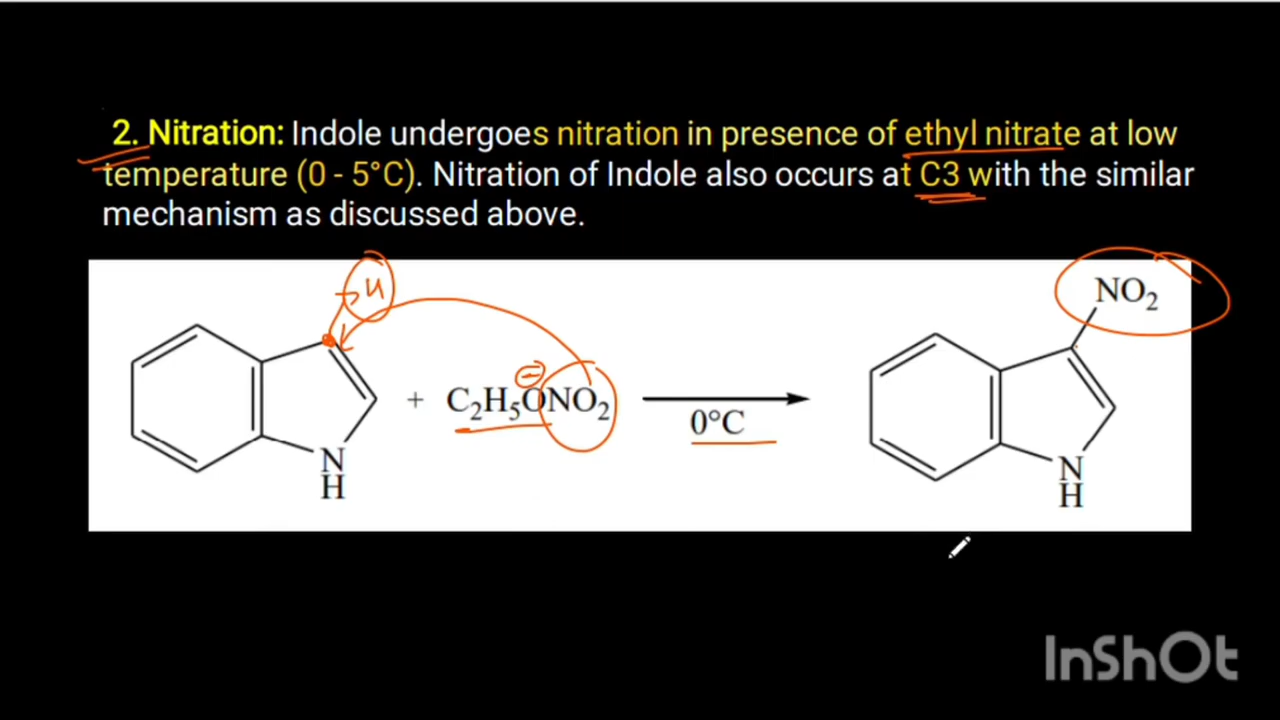 2. Nitration: Indole undergoes nitration in presence of ethyl nitrate at low
temperature (0 - 5°C). Nitration of Indole also occurs at C3 with the similar
mechanism as discussed above.
NO₂
H
+ C₂H₅ONO₂
⊖
0°C
N
H
N
H
InShOt